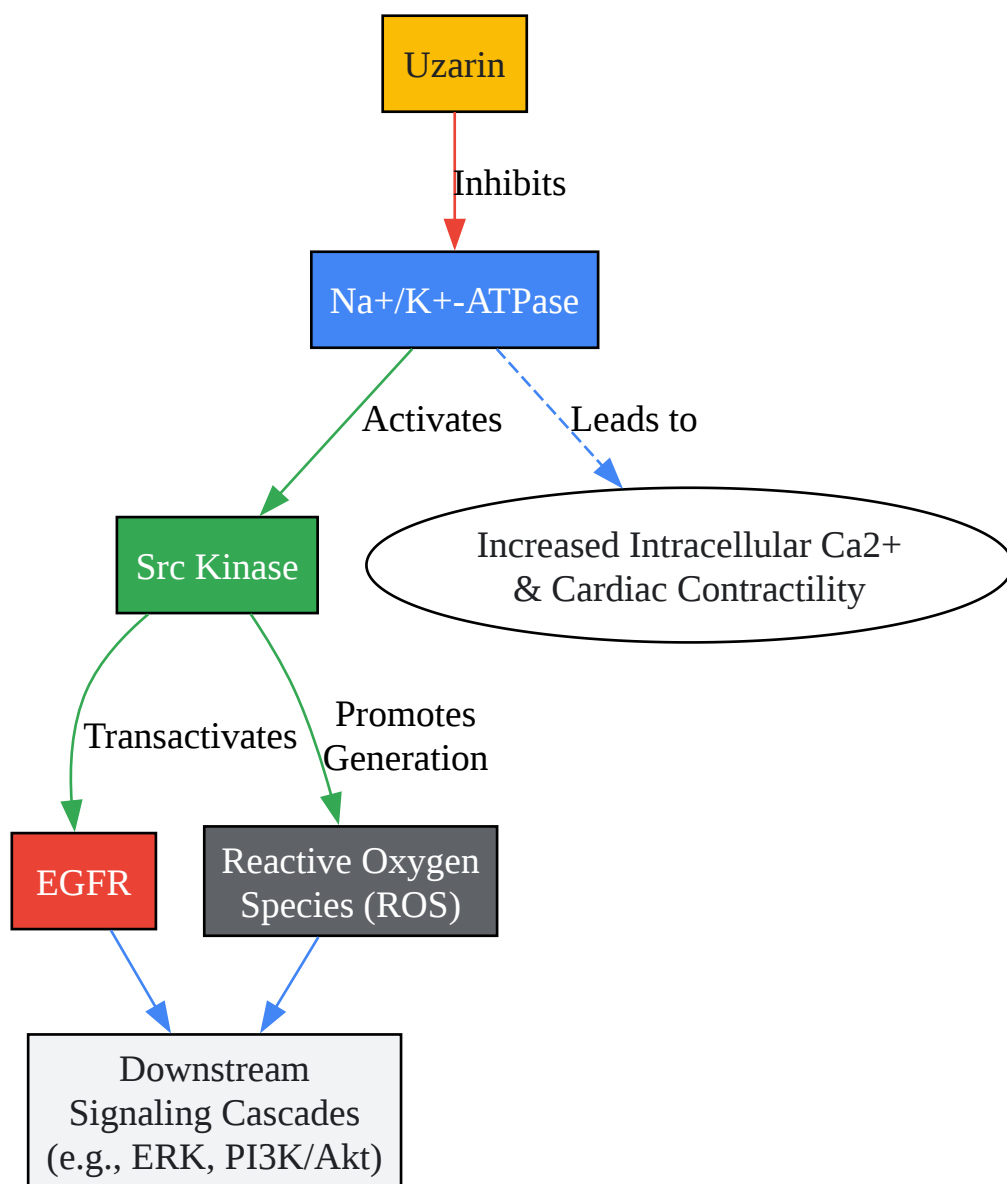 Uzarin
Inhibits
Na+/K+-ATPase
Activates
Leads to
Src Kinase
Increased Intracellular Ca2+
& Cardiac Contractility
Transactivates
Promotes
Generation
EGFR
Reactive Oxygen
Species (ROS)
Downstream
Signaling Cascades
(e.g., ERK, PI3K/Akt)